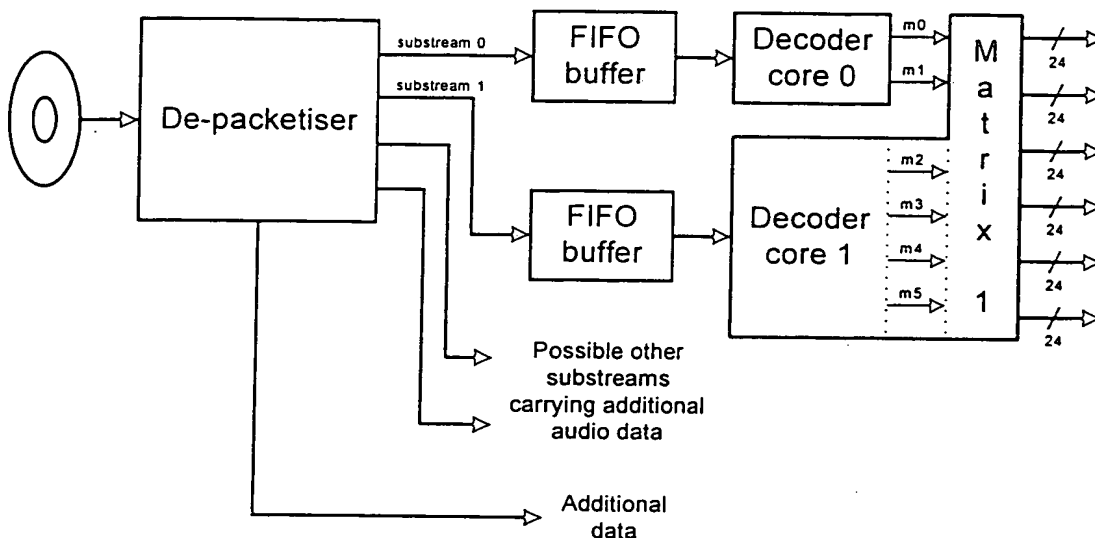 substream 0
substream 1
De-packetiser
FIFO
buffer
FIFO
buffer
Decoder
core 0
m0
m1
Decoder
core 1
m2
m3
m4
m5
M
a
t
r
i
x
1
24
24
24
24
24
24
Possible other
substreams
carrying additional
audio data
Additional
data